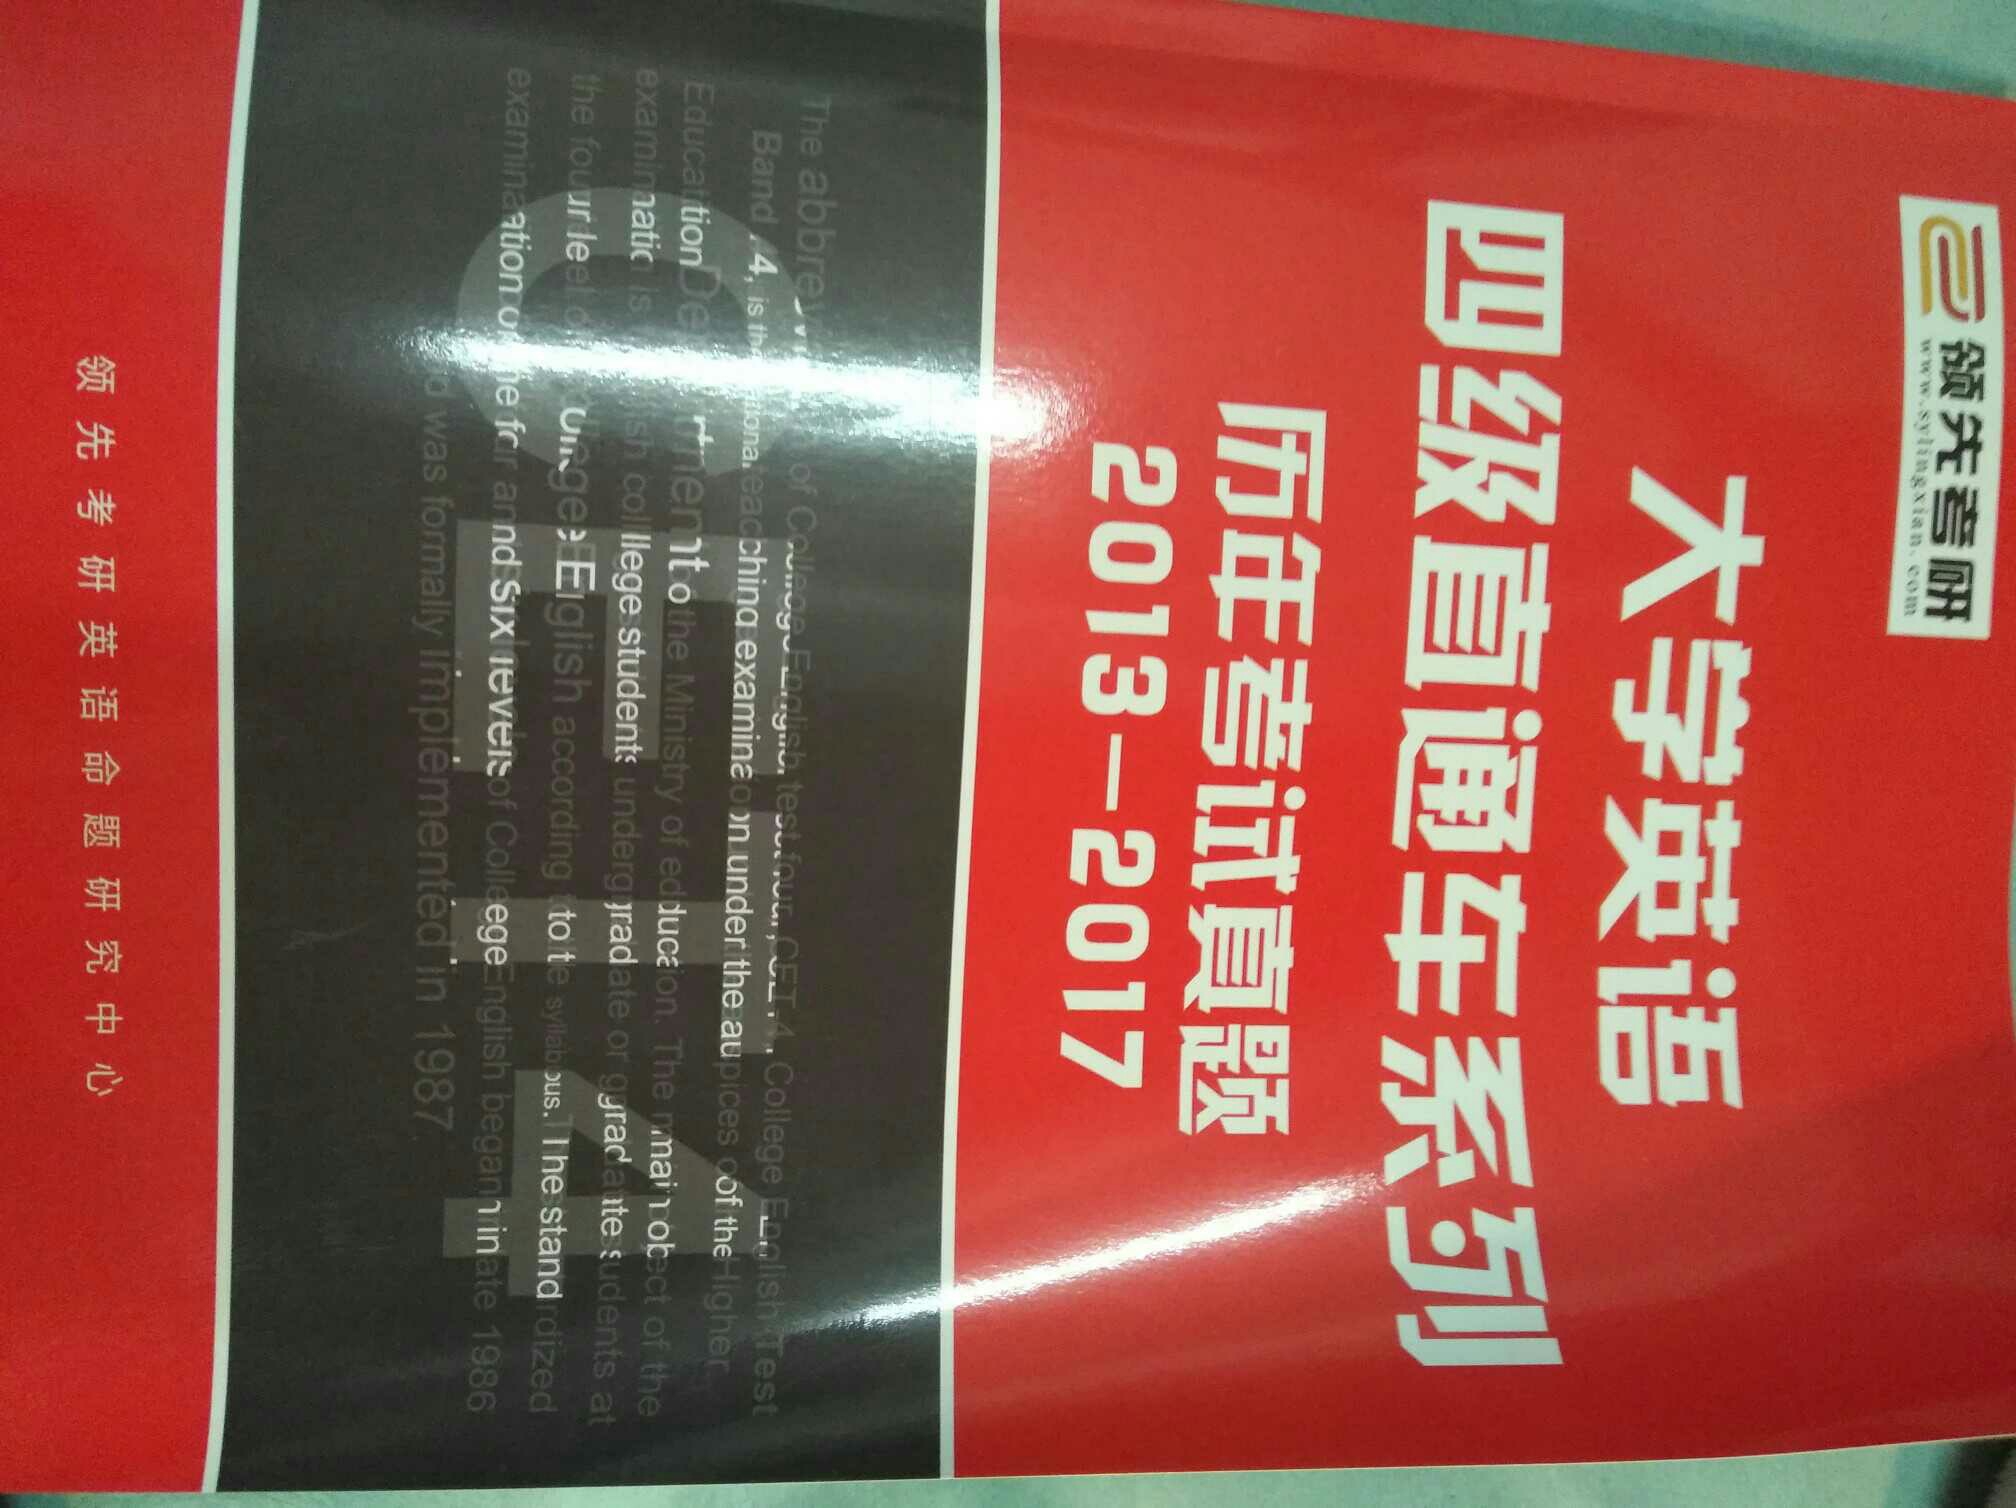 领先考研
www.sylingxian.com
大学英语
四级直通车系列
历年考试真题
2013-2017
CET4
The abbreviation of College English test four, CET-4, College English Test
Band 4, is the national teaching examination under the auspices of the Higher
Education Department of the Ministry of education. The main object of the
examination is English college students undergraduate or graduate students at
the four level of College English according to the syllabus. The standardized
examination of the four and Six levels of College English began in late 1986
and was formally implemented in 1987
领先考研英语命题研究中心